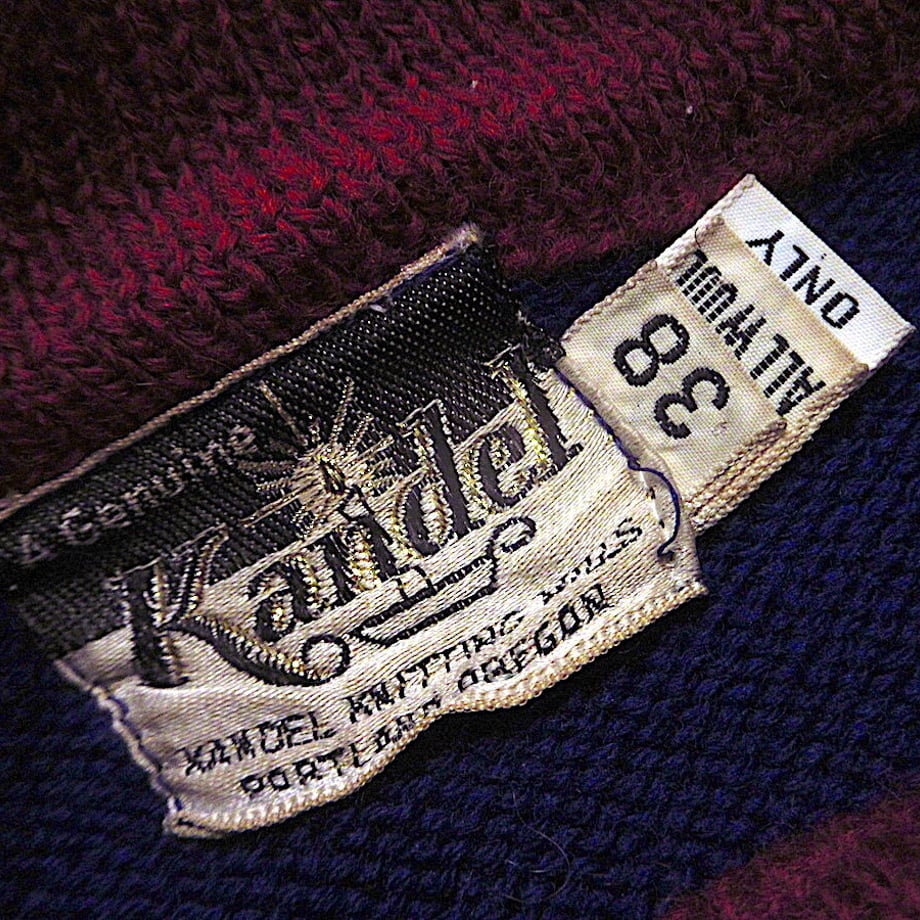 A Genuine
Kandel
KANDEL KNITTING MILLS
PORTLAND OREGON
38
ALL WOOL
ONLY